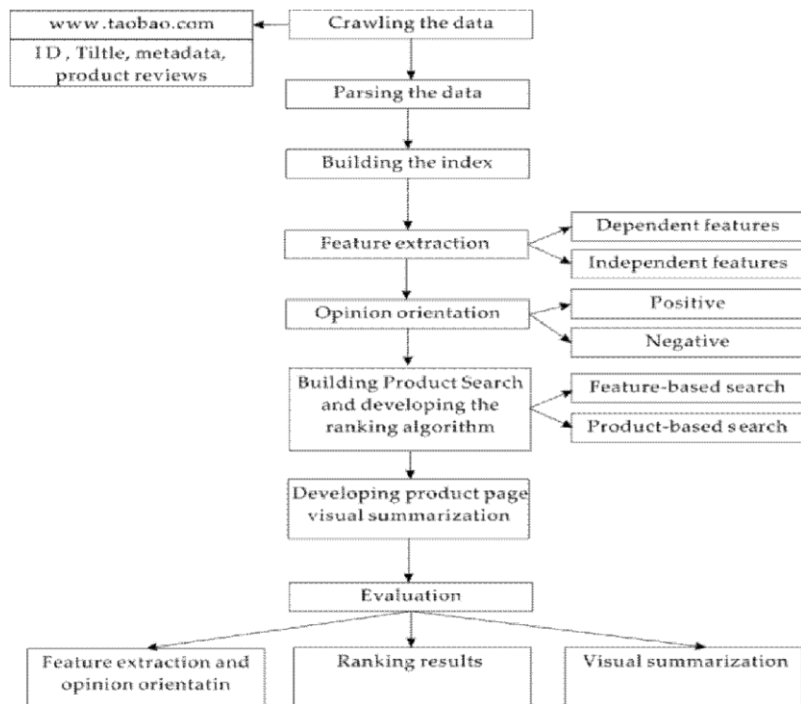 www.taobao.com
Crawling the data
ID, Tiltle, metadata,
product reviews
Parsing the data
Building the index
Feature extraction
Dependent features
Independent features
Opinion orientation
Positive
Negative
Building Product Search
and developing the
ranking algorithm
Feature-based search
Product-based search
Developing product page
visual summarization
Evaluation
Feature extraction and
opinion orientatin
Ranking results
Visual summarization